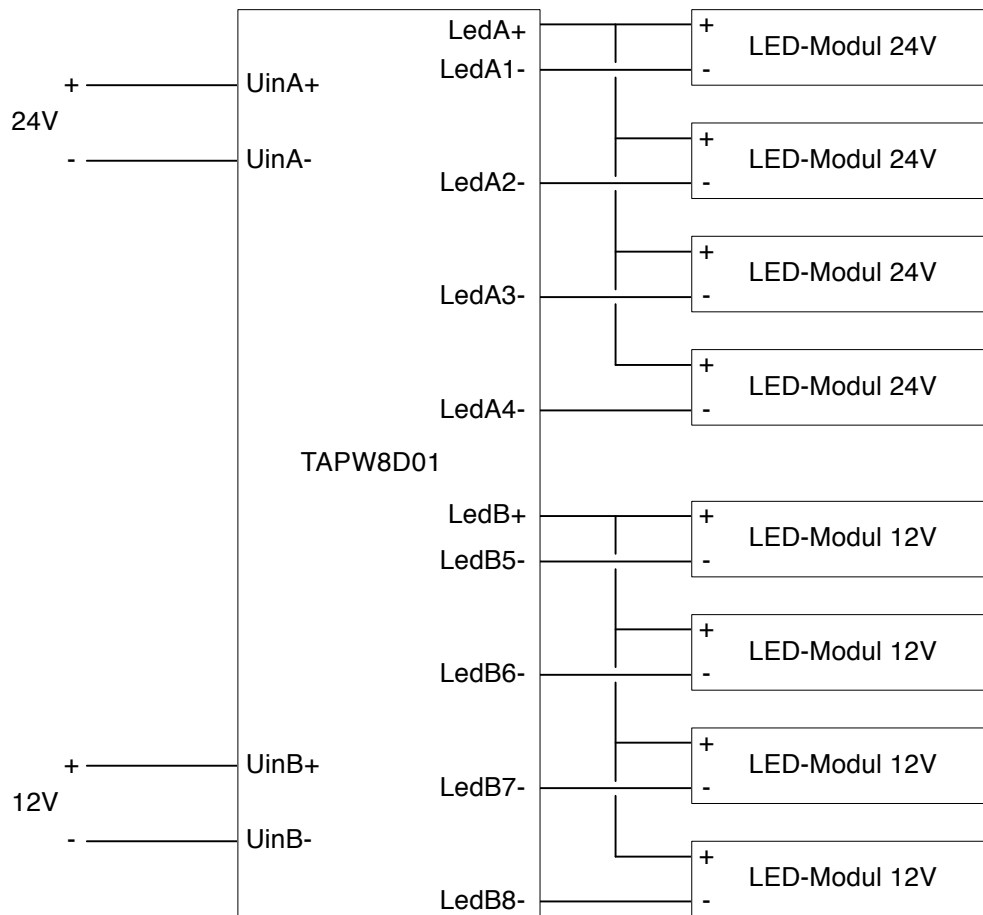 LedA+
+
LED-Modul 24V
LedA1-
-
+
UinA+
24V
-
UinA-
+
LED-Modul 24V
LedA2-
-
+
LED-Modul 24V
LedA3-
-
+
LED-Modul 24V
LedA4-
-
TAPW8D01
LedB+
+
LED-Modul 12V
LedB5-
-
+
LED-Modul 12V
LedB6-
-
+
UinB+
12V
-
UinB-
+
LED-Modul 12V
LedB7-
-
+
LED-Modul 12V
LedB8-
-